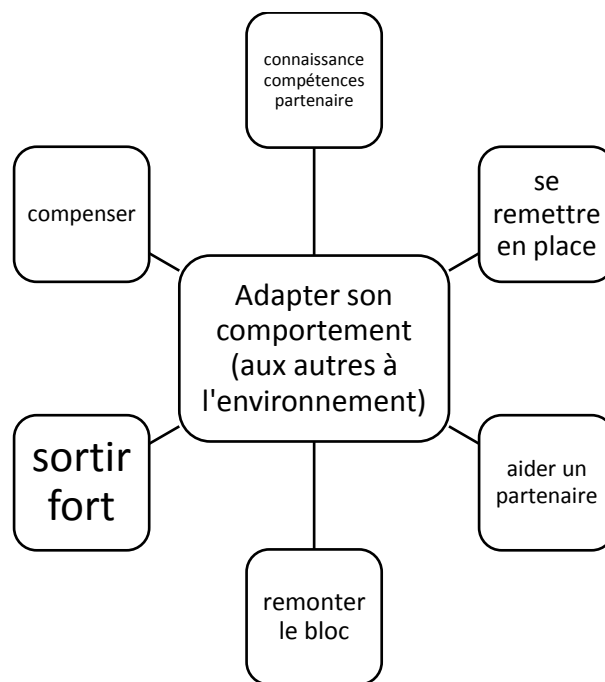 connaissance
compétences
partenaire
compenser
se
remettre
en place
Adapter son
comportement
(aux autres à
l'environnement)
sortir
fort
aider un
partenaire
remonter
le bloc